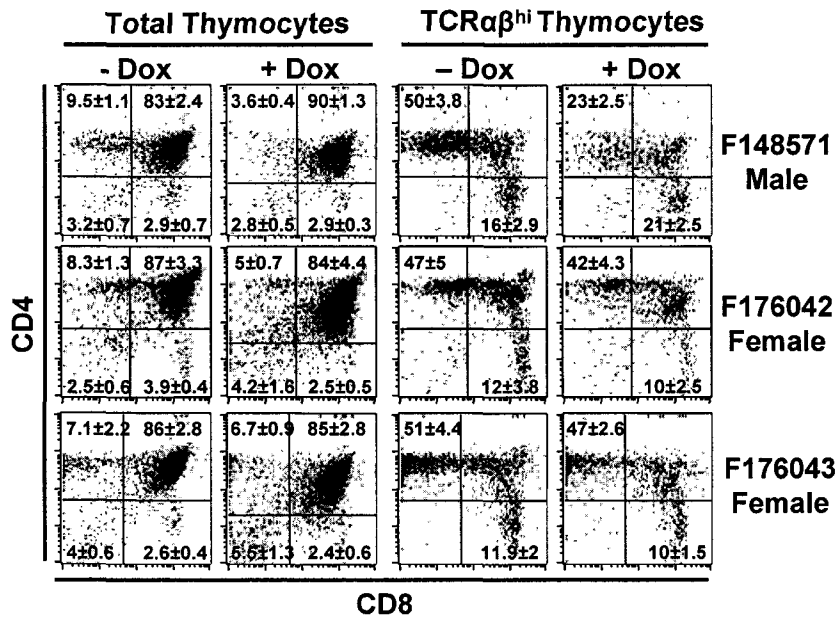 Total Thymocytes TCRαβʰⁱ Thymocytes
- Dox + Dox – Dox + Dox
9.5±1.1 83±2.4 3.6±0.4 90±1.3 50±3.8 23±2.5
F148571
Male
3.2±0.7 2.9±0.7 2.8±0.5 2.9±0.3 16±2.9 21±2.5
8.3±1.3 87±3.3 5±0.7 84±4.4 47±5 42±4.3
CD4
F176042
Female
2.5±0.6 3.9±0.4 4.2±1.6 2.5±0.5 12±3.8 10±2.5
7.1±2.2 86±2.8 6.7±0.9 85±2.8 51±4.4 47±2.6
F176043
Female
4±0.6 2.6±0.4 5.5±1.3 2.4±0.6 11.9±2 10±1.5
CD8